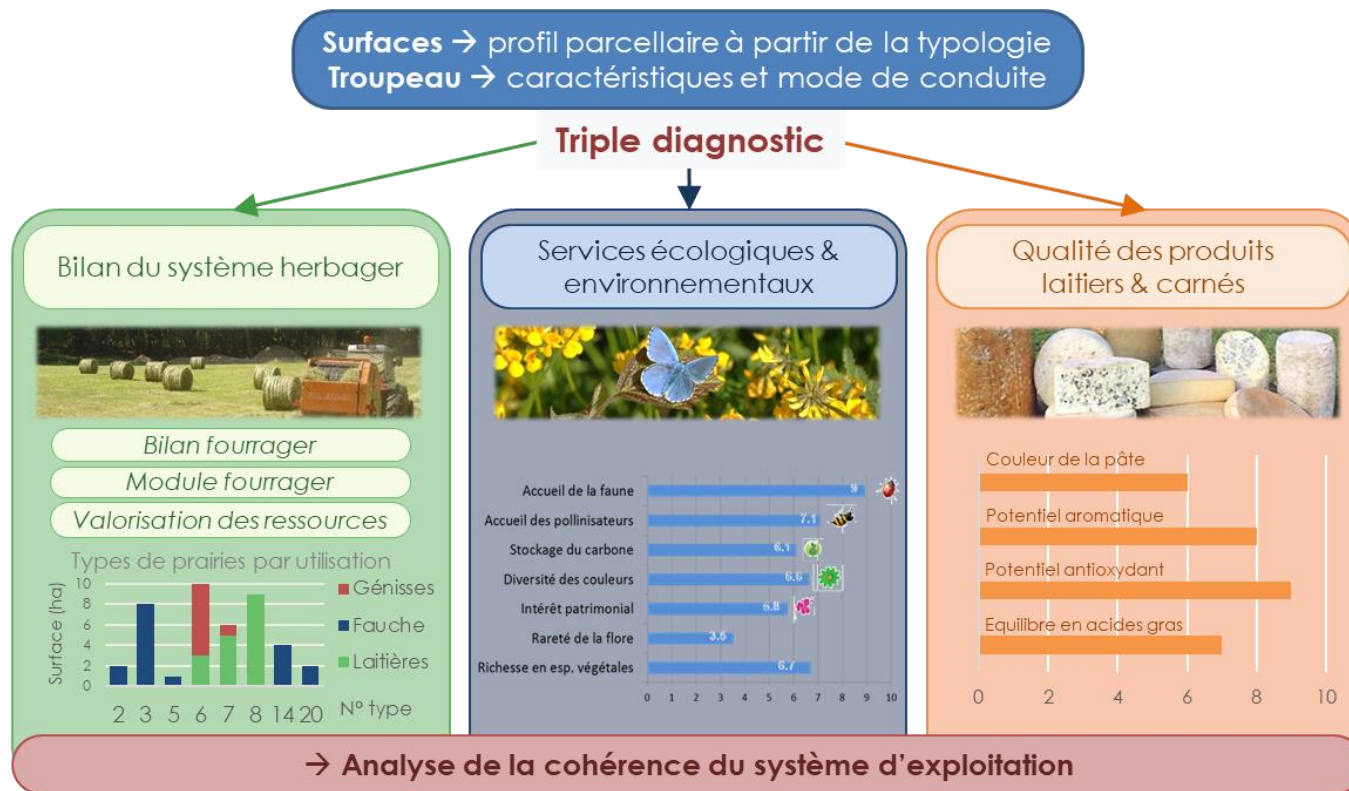 Surfaces → profil parcellaire à partir de la typologie
Troupeau → caractéristiques et mode de conduite
Triple diagnostic
Bilan du système herbager
Bilan fourrager
Module fourrager
Valorisation des ressources
Types de prairies par utilisation
Surface (ha)
10
8
6
4
2
0
2 3 5 6 7 8 14 20 N° type
Génisses
Fauche
Laitières
Services écologiques &
environnementaux
Accueil de la faune 9
Accueil des pollinisateurs 7.1
Stockage du carbone 6.1
Diversité des couleurs 6.6
Intérêt patrimonial 5.8
Rareté de la flore 3.5
Richesse en esp. végétales 6.7
0 1 2 3 4 5 6 7 8 9 10
Qualité des produits
laitiers & carnés
Couleur de la pâte
Potentiel aromatique
Potentiel antioxydant
Equilibre en acides gras
0 2 4 6 8 10
→ Analyse de la cohérence du système d'exploitation